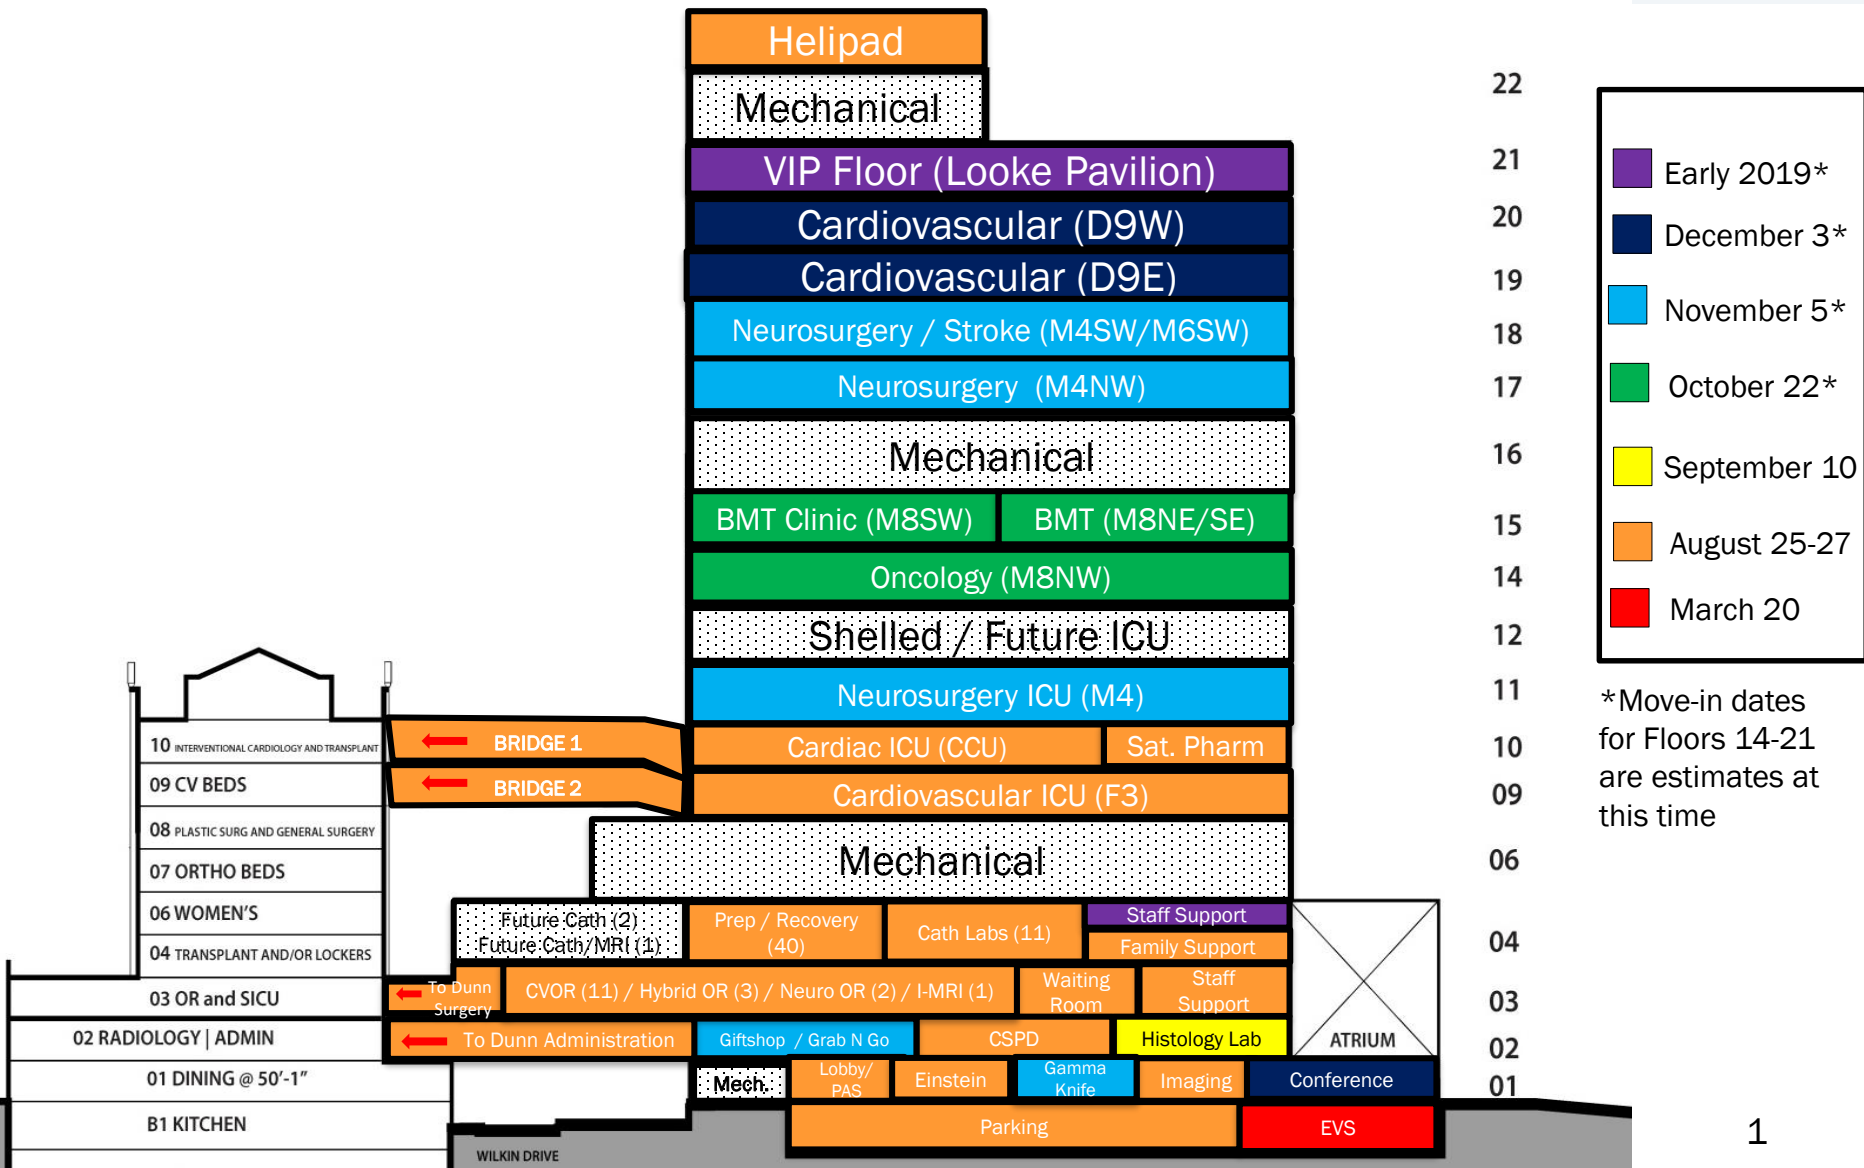 Helipad
22
Mechanical
21
VIP Floor (Looke Pavilion)
20
Cardiovascular (D9W)
19
Cardiovascular (D9E)
18
Neurosurgery / Stroke (M4SW/M6SW)
17
Neurosurgery (M4NW)
16
Mechanical
15
BMT Clinic (M8SW)
BMT (M8NE/SE)
14
Oncology (M8NW)
12
Shelled / Future ICU
11
Neurosurgery ICU (M4)
10
BRIDGE 1
Cardiac ICU (CCU)
Sat. Pharm
09
BRIDGE 2
Cardiovascular ICU (F3)
06
Mechanical
04
Future Cath (2)
Future Cath/MRI (1)
Prep / Recovery
(40)
Cath Labs (11)
Staff Support
Family Support
03
To Dunn
Surgery
CVOR (11) / Hybrid OR (3) / Neuro OR (2) / I-MRI (1)
Waiting
Room
Staff
Support
02
To Dunn Administration
Giftshop / Grab N Go
CSPD
Histology Lab
ATRIUM
01
Mech.
Lobby/
PAS
Einstein
Gamma
Knife
Imaging
Conference
Parking
EVS
10 INTERVENTIONAL CARDIOLOGY AND TRANSPLANT
09 CV BEDS
08 PLASTIC SURG AND GENERAL SURGERY
07 ORTHO BEDS
06 WOMEN'S
04 TRANSPLANT AND/OR LOCKERS
03 OR and SICU
02 RADIOLOGY | ADMIN
01 DINING @ 50'-1"
B1 KITCHEN
WILKIN DRIVE
Early 2019*
December 3*
November 5*
October 22*
September 10
August 25-27
March 20
*Move-in dates
for Floors 14-21
are estimates at
this time
1